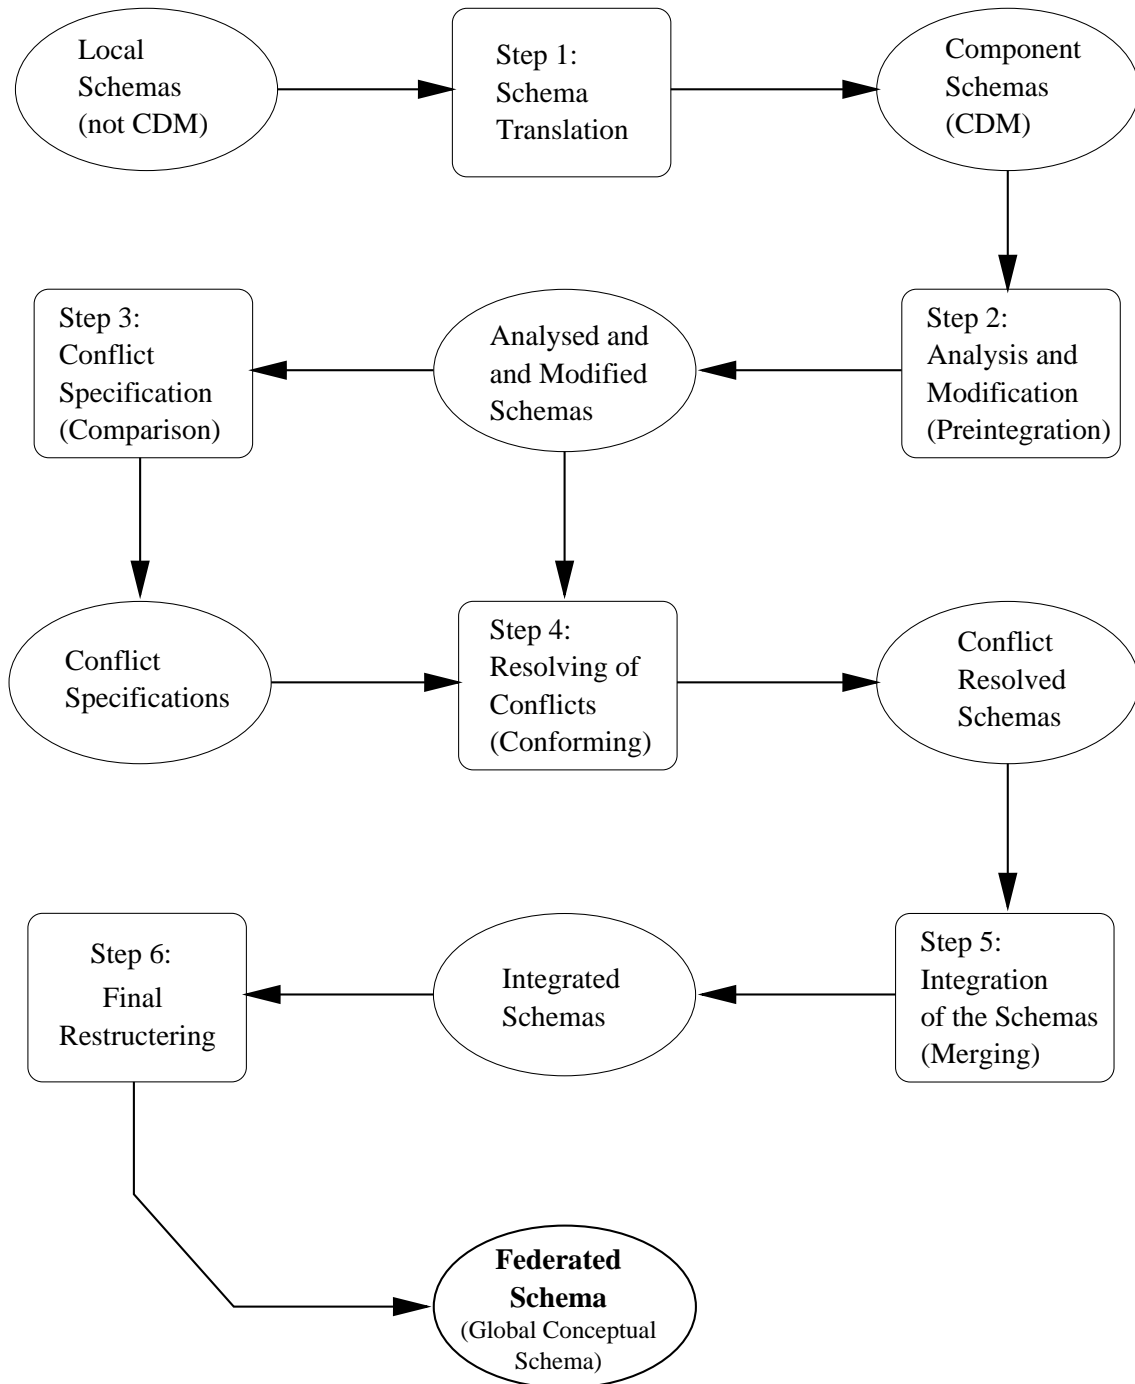 Local
Schemas
(not CDM)
Step 1:
Schema
Translation
Component
Schemas
(CDM)
Step 3:
Conflict
Specification
(Comparison)
Analysed and
and Modified
Schemas
Step 2:
Analysis and
Modification
(Preintegration)
Conflict
Specifications
Step 4:
Resolving of
Conflicts
(Conforming)
Conflict
Resolved
Schemas
Step 6:
Final
Restructering
Integrated
Schemas
Step 5:
Integration
of the Schemas
(Merging)
Federated
Schema
(Global Conceptual
Schema)